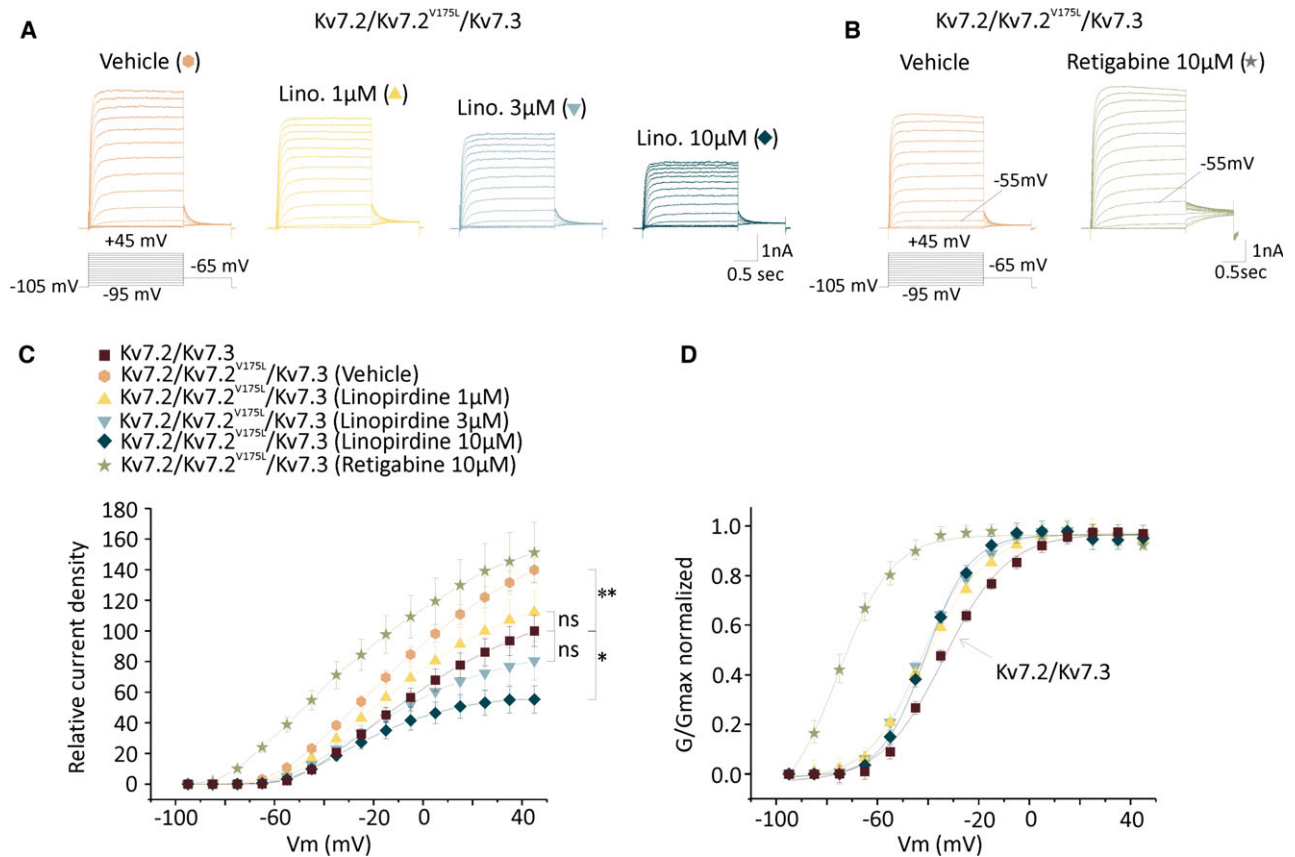 A
Kv7.2/Kv7.2V175L/Kv7.3
Vehicle ( )
Lino. 1µM ( )
Lino. 3µM ( )
Lino. 10µM ( )
+45 mV
-65 mV
-105 mV
-95 mV
1nA
0.5 sec
B
Kv7.2/Kv7.2V175L/Kv7.3
Vehicle
Retigabine 10µM (★)
-55mV
-55mV
+45 mV
-65 mV
-105 mV
-95 mV
1nA
0.5sec
C
Kv7.2/Kv7.3
Kv7.2/Kv7.2V175L/Kv7.3 (Vehicle)
Kv7.2/Kv7.2V175L/Kv7.3 (Linopirdine 1µM)
Kv7.2/Kv7.2V175L/Kv7.3 (Linopirdine 3µM)
Kv7.2/Kv7.2V175L/Kv7.3 (Linopirdine 10µM)
Kv7.2/Kv7.2V175L/Kv7.3 (Retigabine 10µM)
Relative current density
180
160
140
120
100
80
60
40
20
0
-100
-60
-20
0
40
Vm (mV)
**
ns
ns
*
D
G/Gmax normalized
1.0
0.8
0.6
0.4
0.2
0.0
-100
-60
-20
0
40
Vm (mV)
Kv7.2/Kv7.3